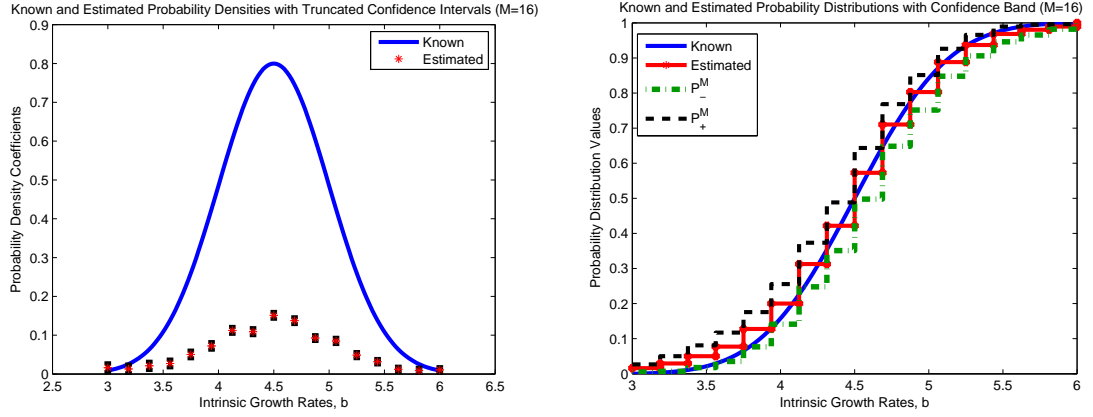 Known and Estimated Probability Densities with Truncated Confidence Intervals (M=16)
0.9
0.8
0.7
0.6
0.5
0.4
0.3
0.2
0.1
0
2.5 3 3.5 4 4.5 5 5.5 6 6.5
Probability Density Coefficients
Intrinsic Growth Rates, b
Known
Estimated
Known and Estimated Probability Distributions with Confidence Band (M=16)
1
0.9
0.8
0.7
0.6
0.5
0.4
0.3
0.2
0.1
0
3 3.5 4 4.5 5 5.5 6
Probability Distribution Values
Intrinsic Growth Rates, b
Known
Estimated
P_-^M
P_+^M